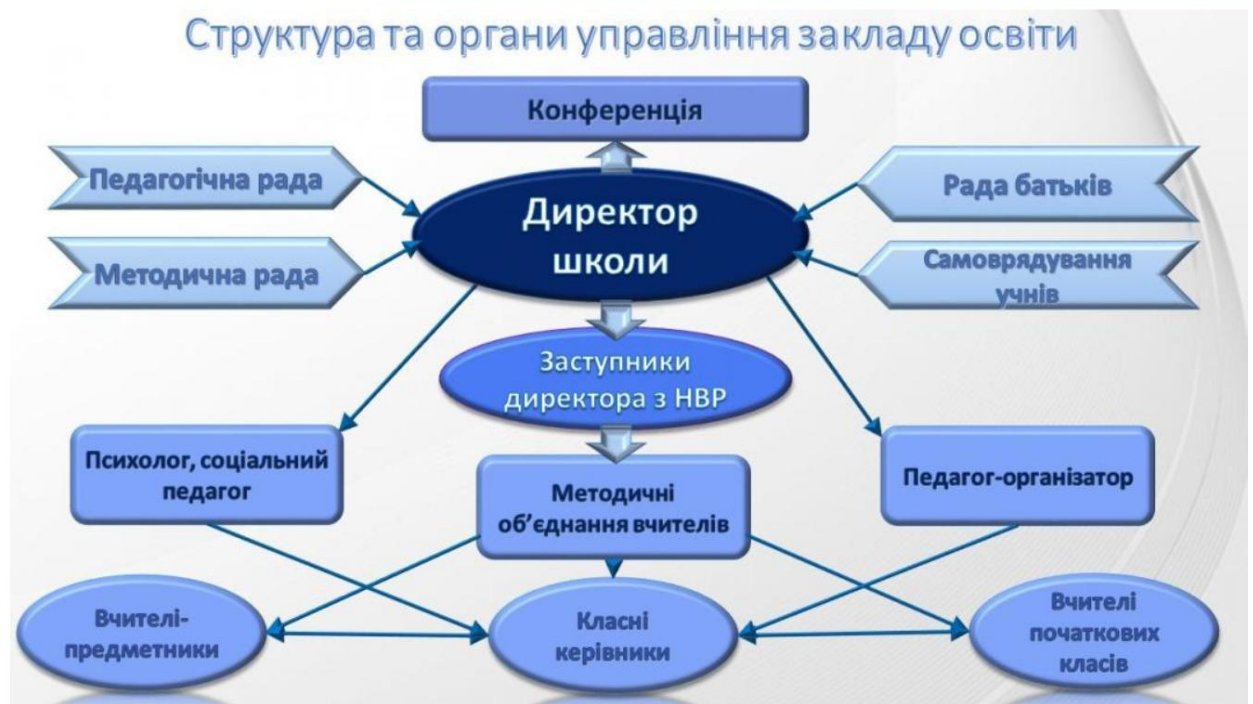 Структура та органи управління закладу освіти
Конференція
Педагогічна рада
Директор
школи
Рада батьків
Методична рада
Самоврядування
учнів
Заступники
директора з НВР
Психолог, соціальний
педагог
Методичні
об’єднання вчителів
Педагог-організатор
Вчителі-
предметники
Класні
керівники
Вчителі
початкових
класів